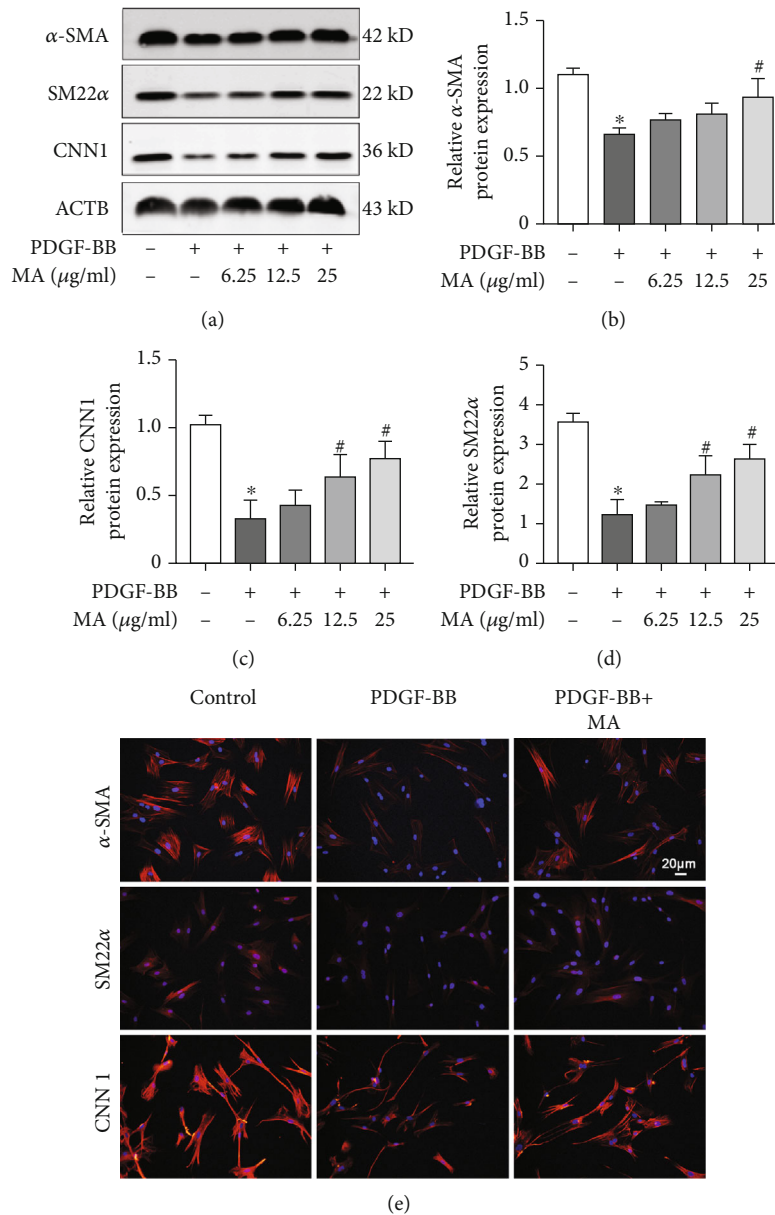 α-SMA 42 kD
SM22α 22 kD
CNN1 36 kD
ACTB 43 kD
PDGF-BB – + + + +
MA (μg/ml) – – 6.25 12.5 25
(a)
Relative α-SMA
protein expression
1.5
1.0
0.5
0
*
#
PDGF-BB – + + + +
MA (μg/ml) – – 6.25 12.5 25
(b)
Relative CNN1
protein expression
1.5
1.0
0.5
0
*
#
#
PDGF-BB – + + + +
MA (μg/ml) – – 6.25 12.5 25
(c)
Relative SM22α
protein expression
5
4
3
2
1
0
*
#
#
PDGF-BB – + + + +
MA (μg/ml) – – 6.25 12.5 25
(d)
Control PDGF-BB PDGF-BB+
MA
α-SMA
20μm
SM22α
CNN 1
(e)